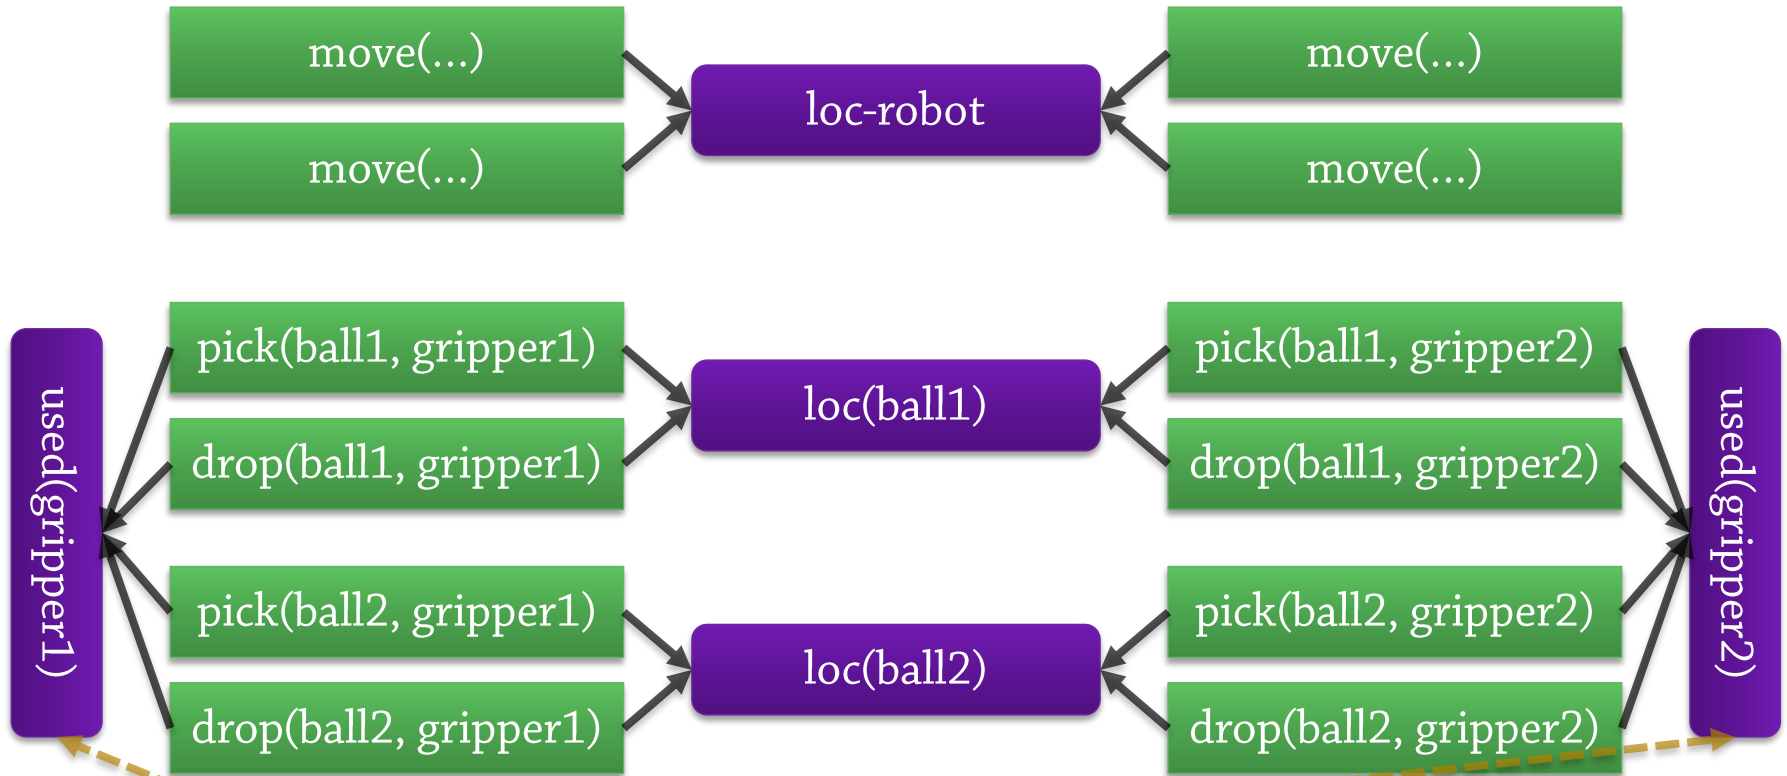 move(...)
move(...)
loc-robot
move(...)
move(...)
used(gripper1)
pick(ball1, gripper1)
drop(ball1, gripper1)
loc(ball1)
pick(ball1, gripper2)
drop(ball1, gripper2)
used(gripper2)
pick(ball2, gripper1)
drop(ball2, gripper1)
loc(ball2)
pick(ball2, gripper2)
drop(ball2, gripper2)